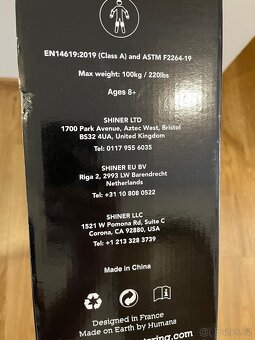 EN14619:2019 (Class A) and ASTM F2264-19
Max weight: 100kg / 220lbs
Ages 8+
SHINER LTD
1700 Park Avenue, Aztec West, Bristol
BS32 4UA, United Kingdom
Tel: 0117 955 6035
SHINER EU BV
Riga 2, 2993 LW Barendrecht
Netherlands
Tel: +31 10 808 0522
SHINER LLC
1521 W Pomona Rd, Suite C
Corona, CA 92880, USA
Tel: +1 213 328 3739
Made in China
Designed in France
Made on Earth by Humans